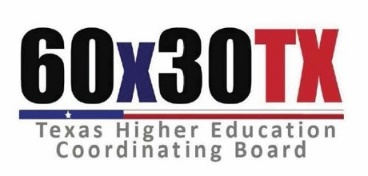 60x30TX
Texas Higher Education
Coordinating Board